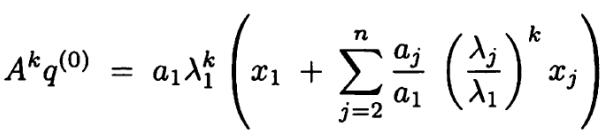 $$A^k q^{(0)} \;=\; a_1 \lambda_1^k \left( x_1 \;+\; \sum_{j=2}^{n} \frac{a_j}{a_1} \left( \frac{\lambda_j}{\lambda_1} \right)^k x_j \right)$$